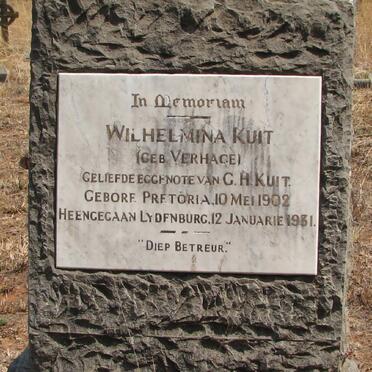 In Memoriam
WILHELMINA KUIT
(GEB VERHAGE)
GELIEFDE EGGENOTE VAN G. H. KUIT.
GEBORE PRETORIA, 10 MEI 1902
HEENGEGAAN LYDENBURG, 12 JANUARIE 1931.
"DIEP BETREUR."